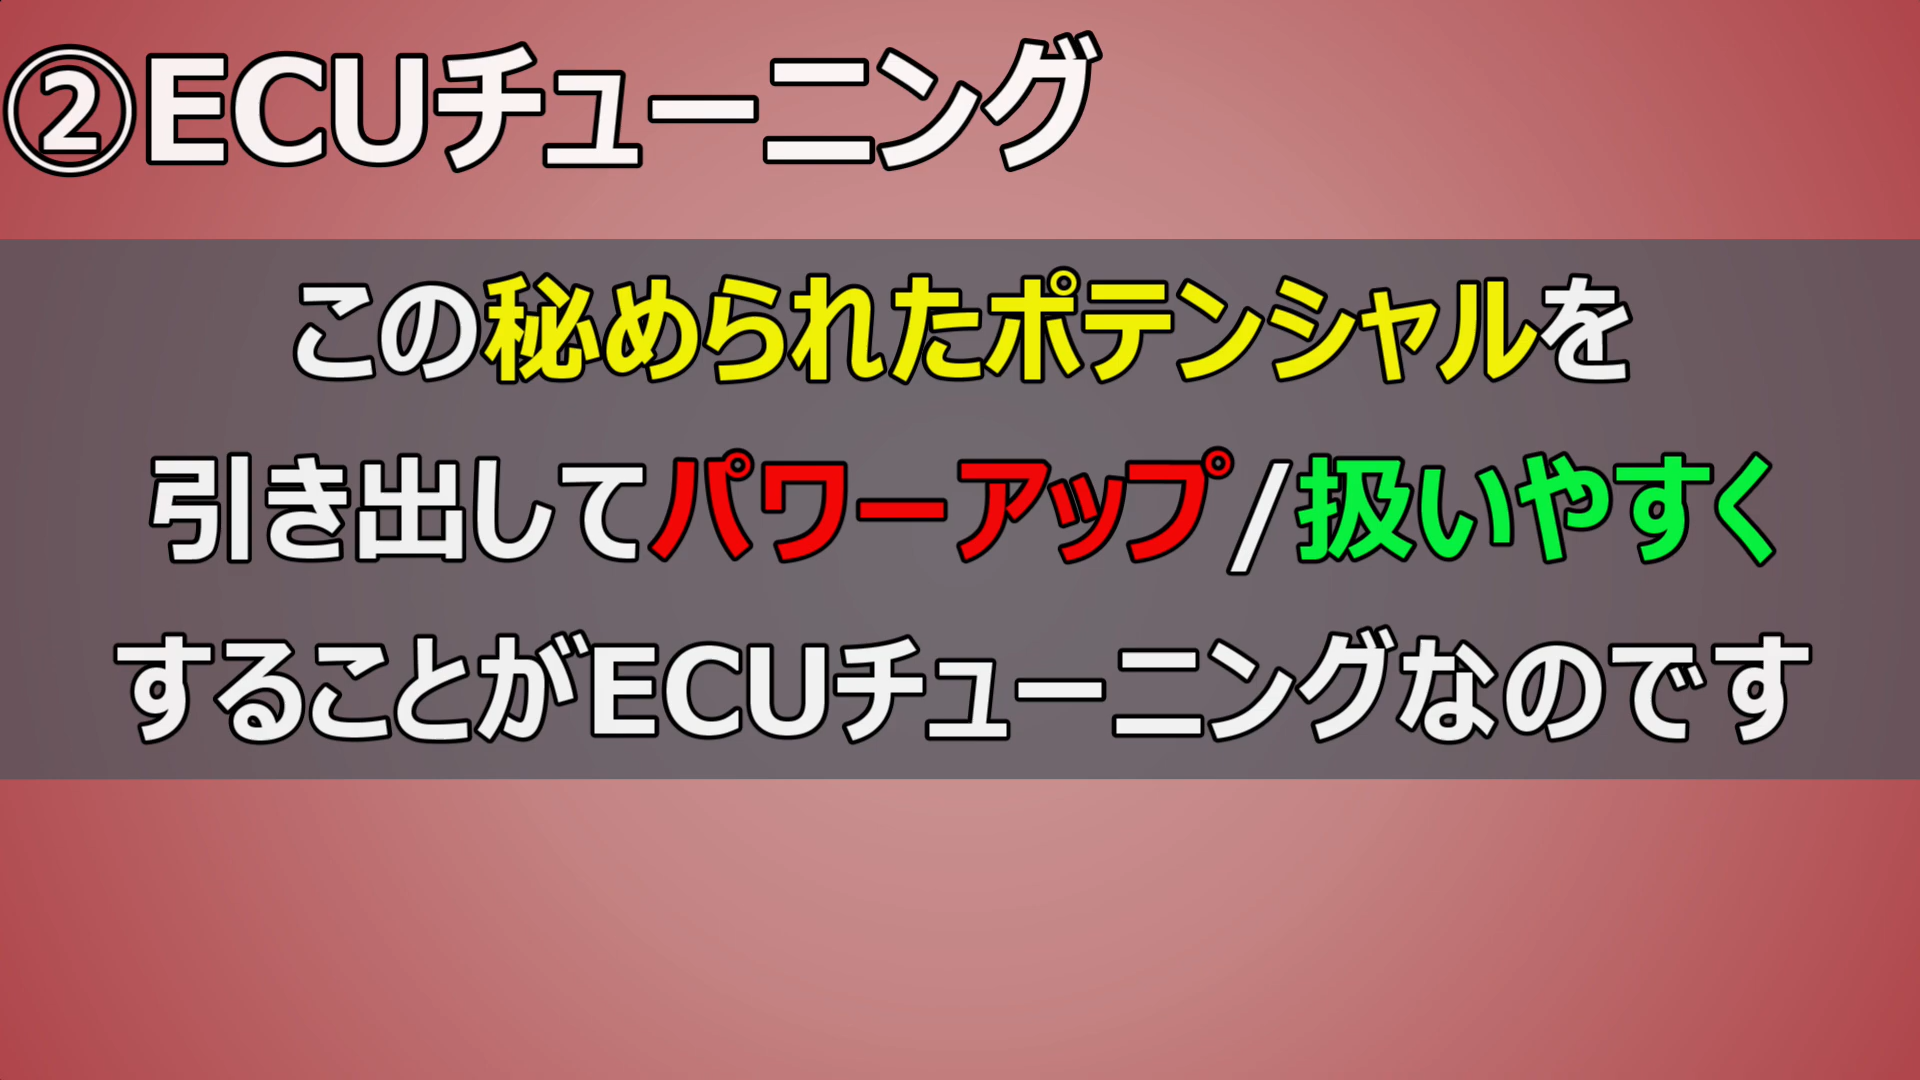 ②ECUチューニング
この秘められたポテンシャルを
引き出してパワーアップ/扱いやすく
することがECUチューニングなのです